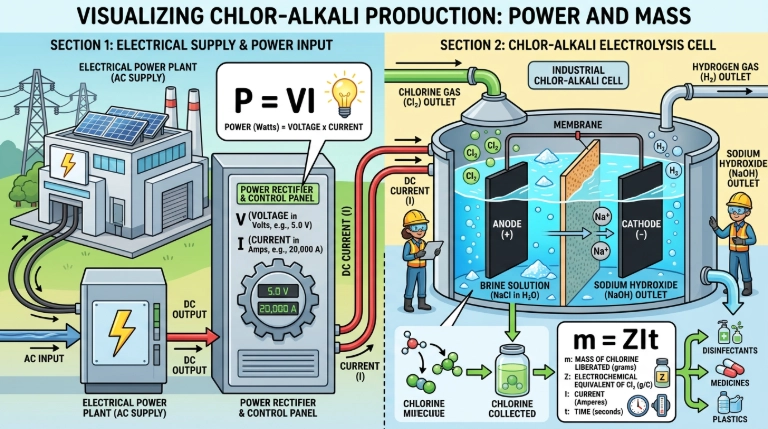 VISUALIZING CHLOR-ALKALI PRODUCTION: POWER AND MASS
SECTION 1: ELECTRICAL SUPPLY & POWER INPUT
ELECTRICAL POWER PLANT
(AC SUPPLY)
P = VI
POWER (Watts) = VOLTAGE x CURRENT
POWER RECTIFIER
& CONTROL PANEL
V (VOLTAGE in
Volts, e.g., 5.0 V)
I (CURRENT in
Amps, e.g., 20,000 A)
5.0 V
20,000 A
DC CURRENT (I)
DC
OUTPUT
DC
OUTPUT
AC INPUT
CURRENT
(I)
ELECTRICAL POWER
PLANT (AC SUPPLY)
POWER RECTIFIER
& CONTROL PANEL
SECTION 2: CHLOR-ALKALI ELECTROLYSIS CELL
CHLORINE GAS
(Cl₂) OUTLET
INDUSTRIAL
CHLOR-ALKALI CELL
HYDROGEN GAS
(H₂) OUTLET
MEMBRANE
DC
CURRENT
(I)
Cl₂
Cl₂
Cl₂
H₂
H₂
H₂
SODIUM
HYDROXIDE
(NaOH)
OUTLET
ANODE
(+)
Na⁺
Na⁺
CATHODE
(-)
BRINE SOLUTION
(NaCl in H₂O)
SODIUM HYDROXIDE
(NaOH) OUTLET
CHLORINE
COLLECTED
m = ZIt
m: MASS OF CHLORINE
LIBERATED (grams)
Z: ELECTROCHEMICAL
EQUIVALENT OF Cl₂ (g/C)
I: CURRENT
(Amperes)
t: TIME (seconds)
Z
DISINFECTANTS
MEDICINES
PLASTICS
CHLORINE